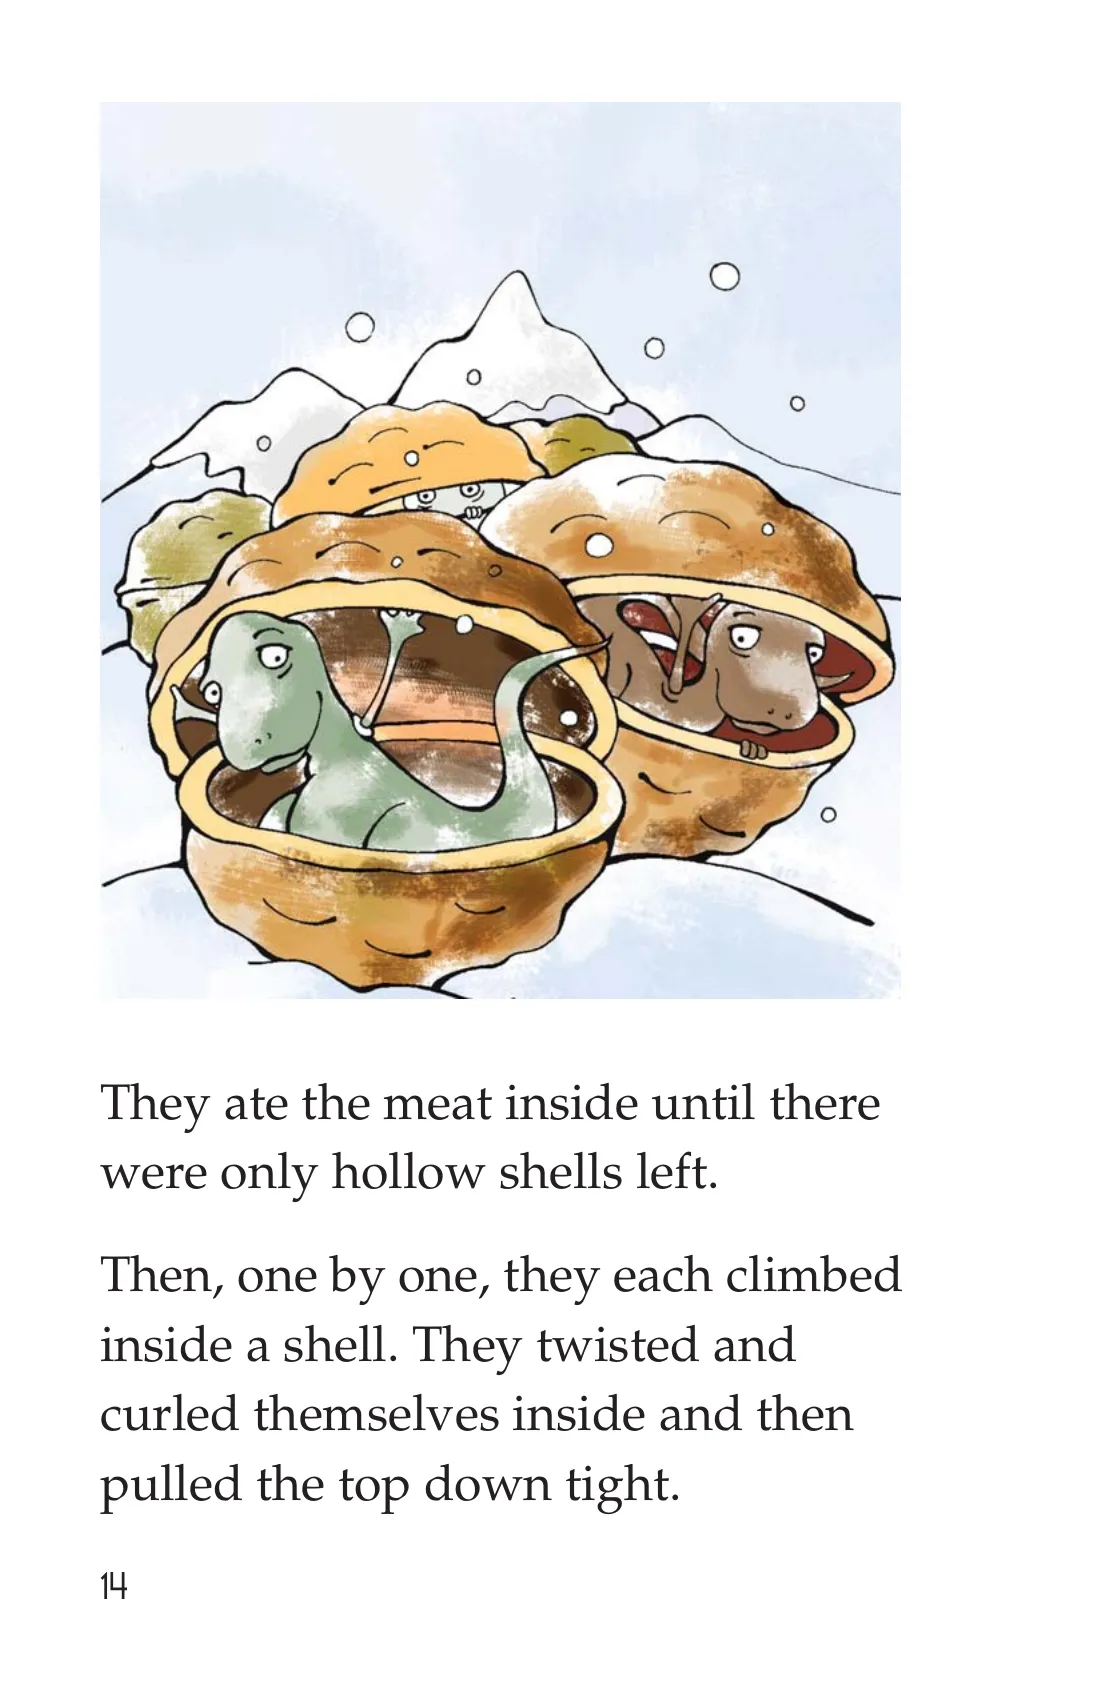 They ate the meat inside until there
were only hollow shells left.
Then, one by one, they each climbed
inside a shell. They twisted and
curled themselves inside and then
pulled the top down tight.
14